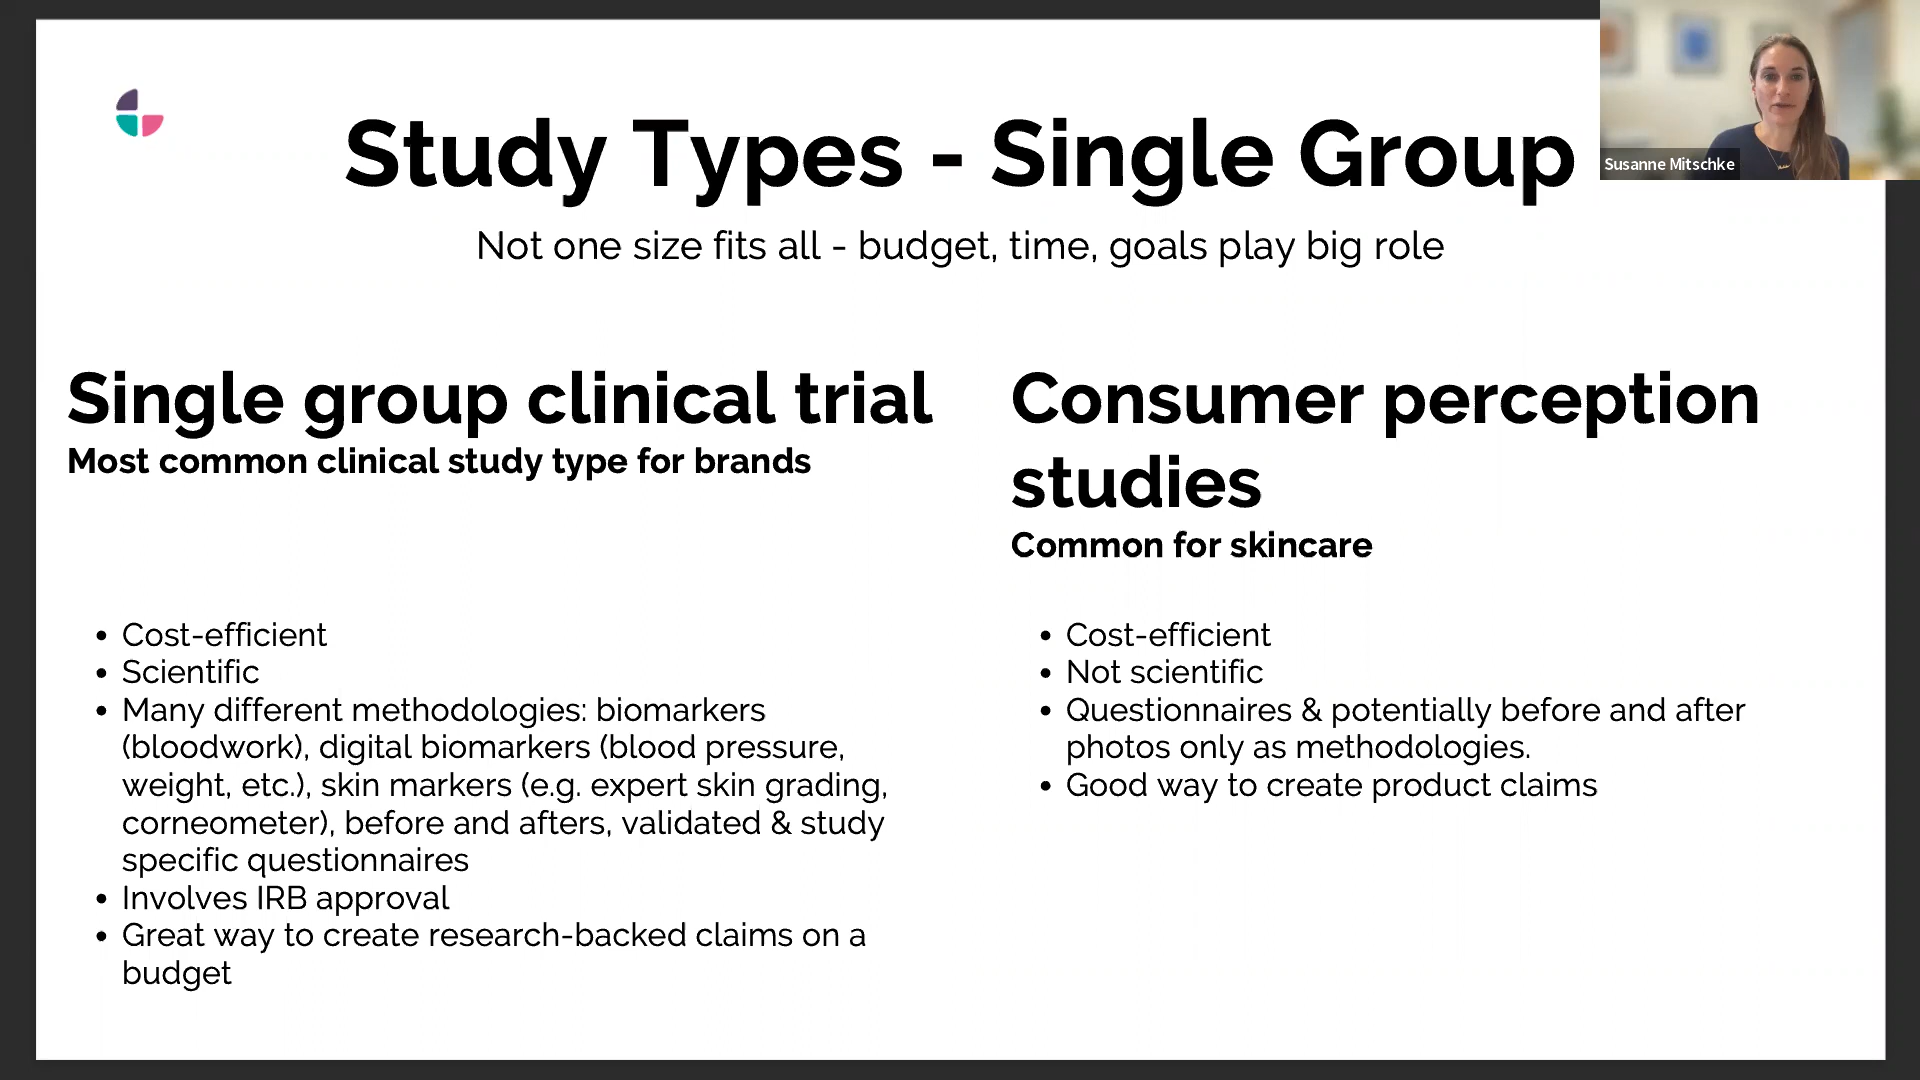 Study Types - Single Group
Susanne Mitschke
Not one size fits all - budget, time, goals play big role
Single group clinical trial
Most common clinical study type for brands
• Cost-efficient
• Scientific
• Many different methodologies: biomarkers
(bloodwork), digital biomarkers (blood pressure,
weight, etc.), skin markers (e.g. expert skin grading,
corneometer), before and afters, validated & study
specific questionnaires
• Involves IRB approval
• Great way to create research-backed claims on a
budget
Consumer perception
studies
Common for skincare
• Cost-efficient
• Not scientific
• Questionnaires & potentially before and after
photos only as methodologies.
• Good way to create product claims